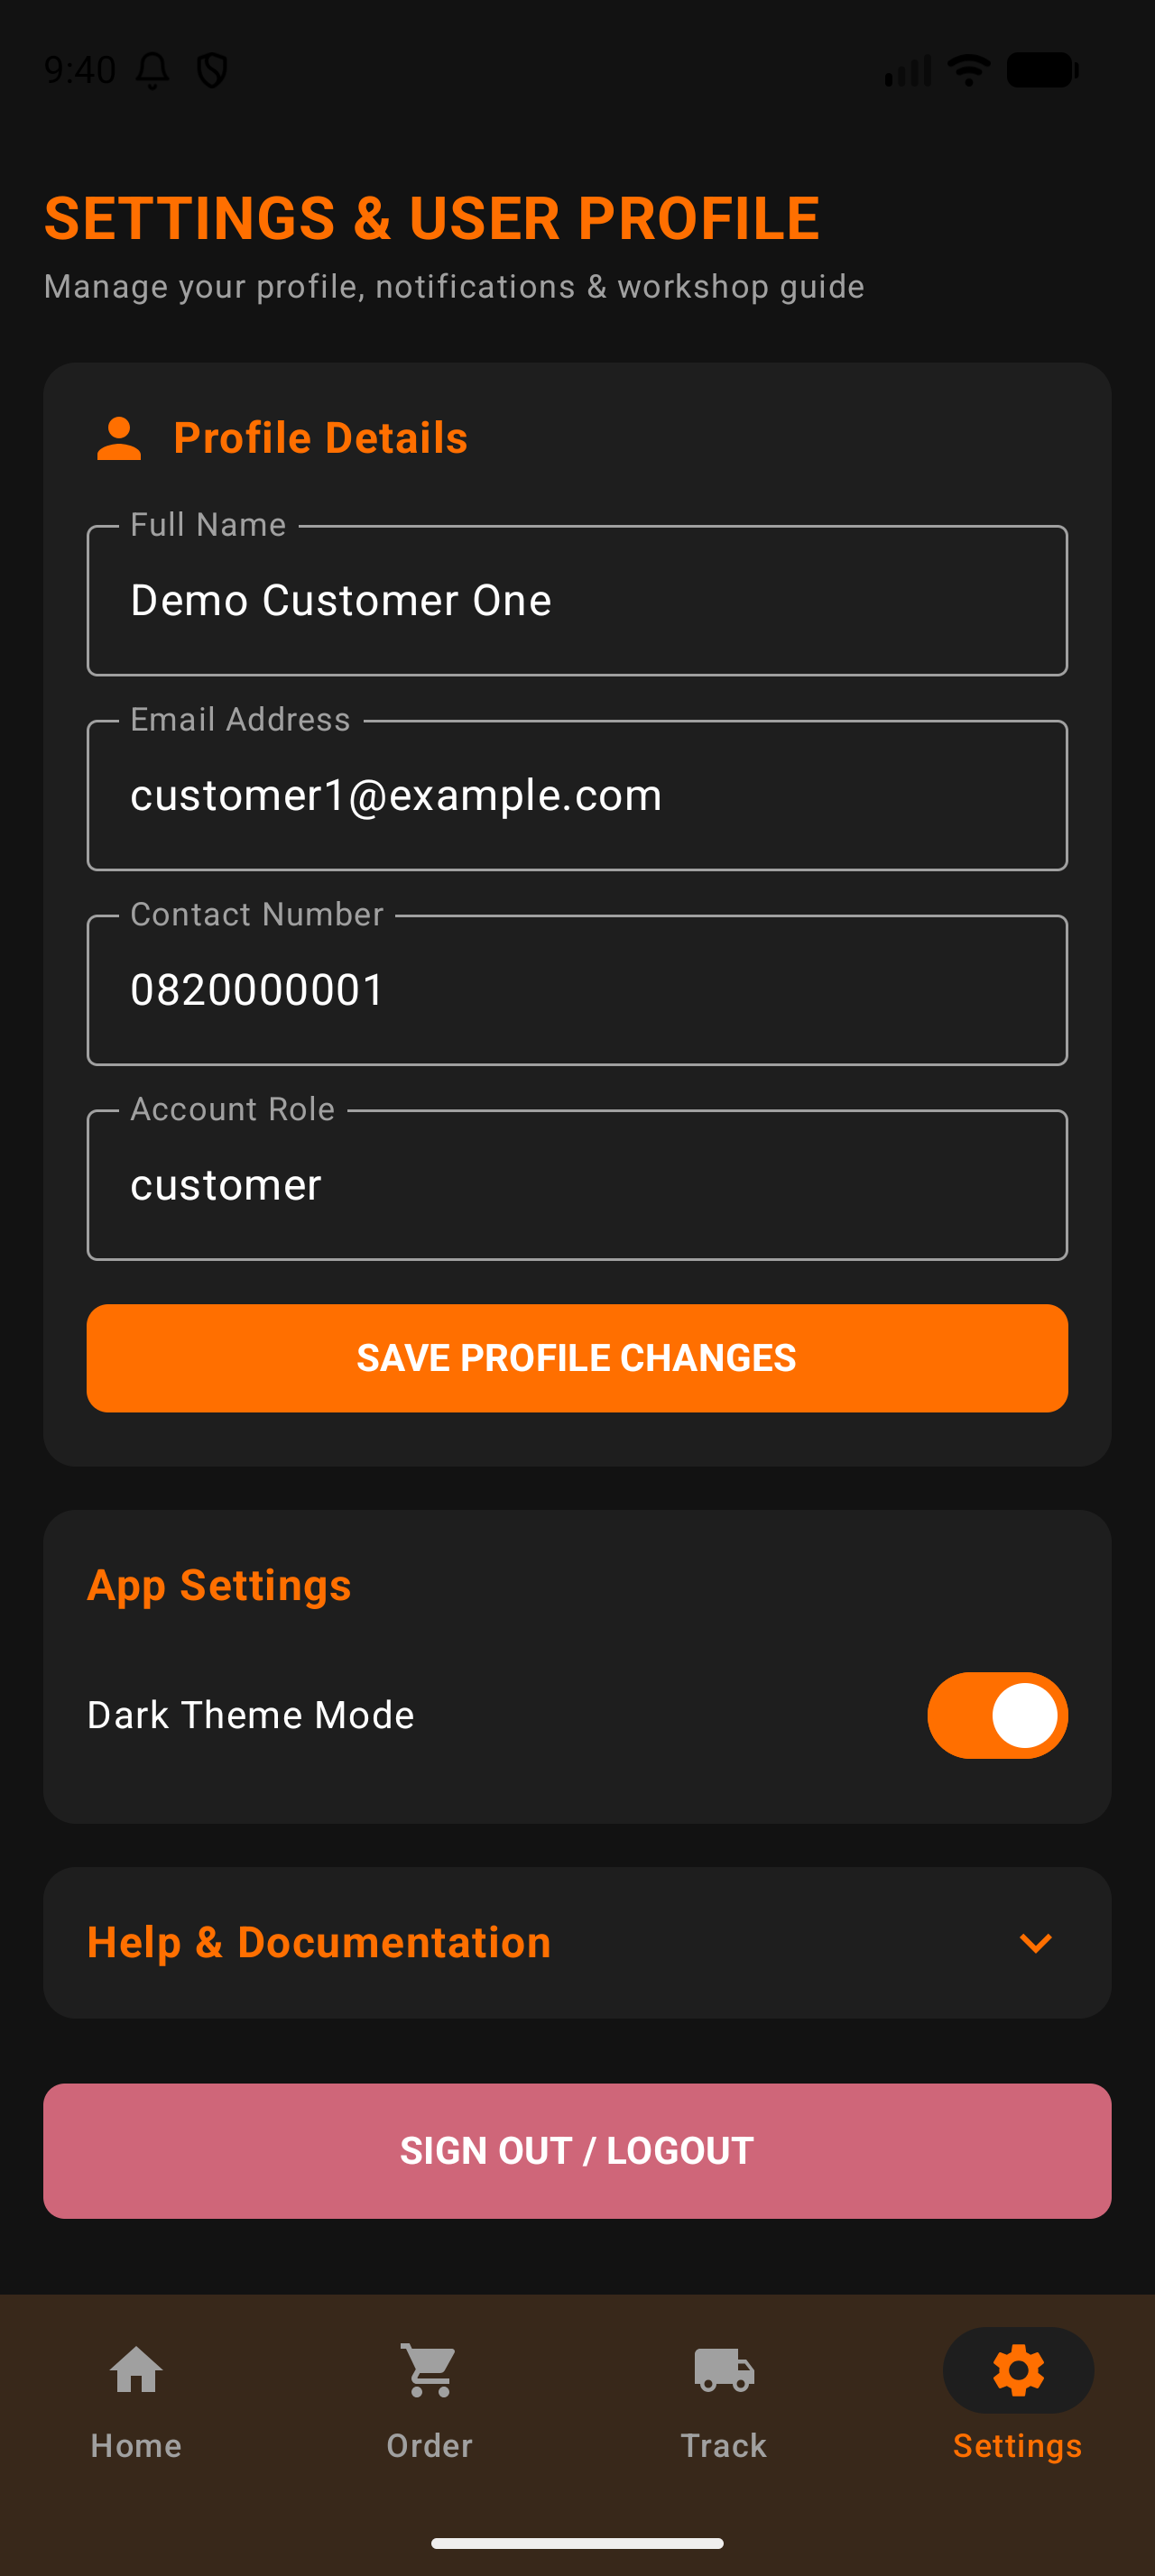 9:40
SETTINGS & USER PROFILE
Manage your profile, notifications & workshop guide
Profile Details
Full Name
Demo Customer One
Email Address
customer1@example.com
Contact Number
0820000001
Account Role
customer
SAVE PROFILE CHANGES
App Settings
Dark Theme Mode
Help & Documentation
SIGN OUT / LOGOUT
Home Order Track Settings